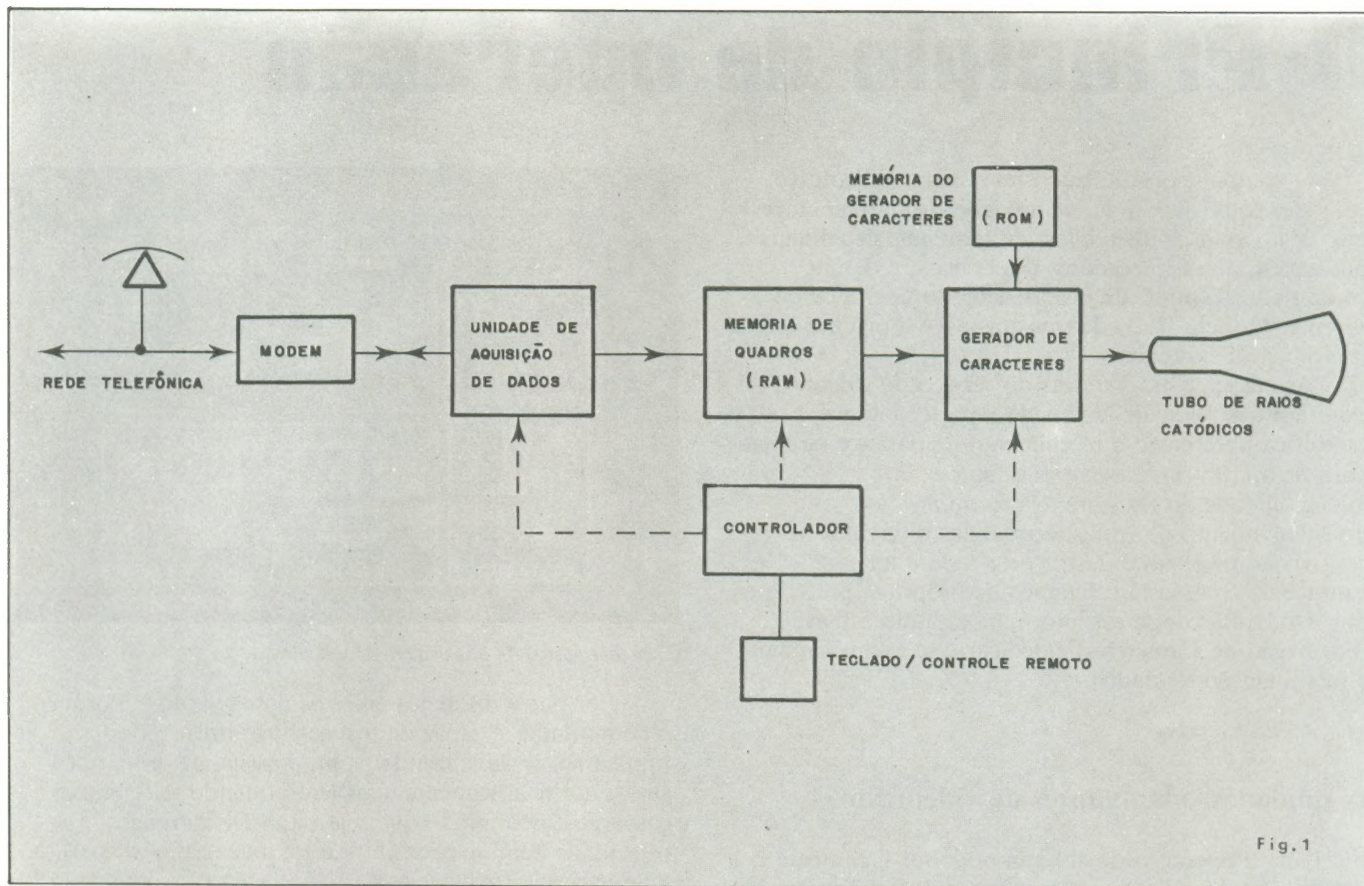 MEMÓRIA DO
GERADOR DE
CARACTERES
(ROM)
REDE TELEFÔNICA
MODEM
UNIDADE DE
AQUISIÇÃO
DE DADOS
MEMORIA DE
QUADROS
(RAM)
GERADOR DE
CARACTERES
TUBO DE RAIOS
CATÓDICOS
CONTROLADOR
TECLADO / CONTROLE REMOTO
Fig.1